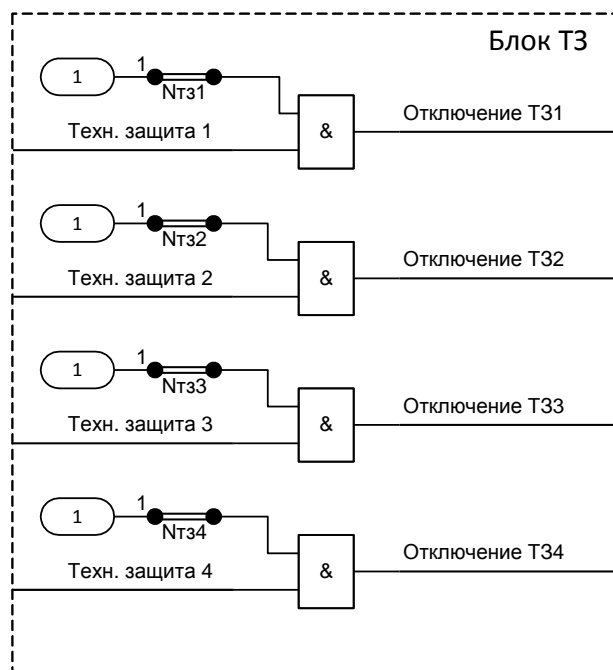 Блок ТЗ
1
1
Nтз1
Техн. защита 1
&
Отключение ТЗ1
1
1
Nтз2
Техн. защита 2
&
Отключение ТЗ2
1
1
Nтз3
Техн. защита 3
&
Отключение ТЗ3
1
1
Nтз4
Техн. защита 4
&
Отключение ТЗ4